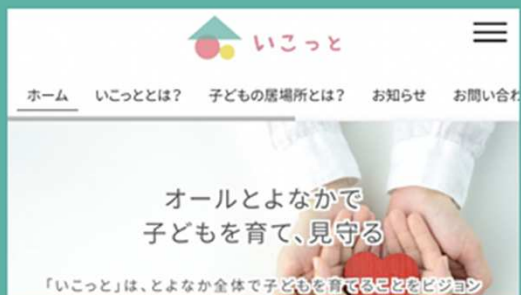 いこっと
ホーム いこっととは? 子どもの居場所とは? お知らせ お問い合わ
オールとよなかで
子どもを育て、見守る
「いこっと」は、とよなか全体で子どもを育てることをビジョン